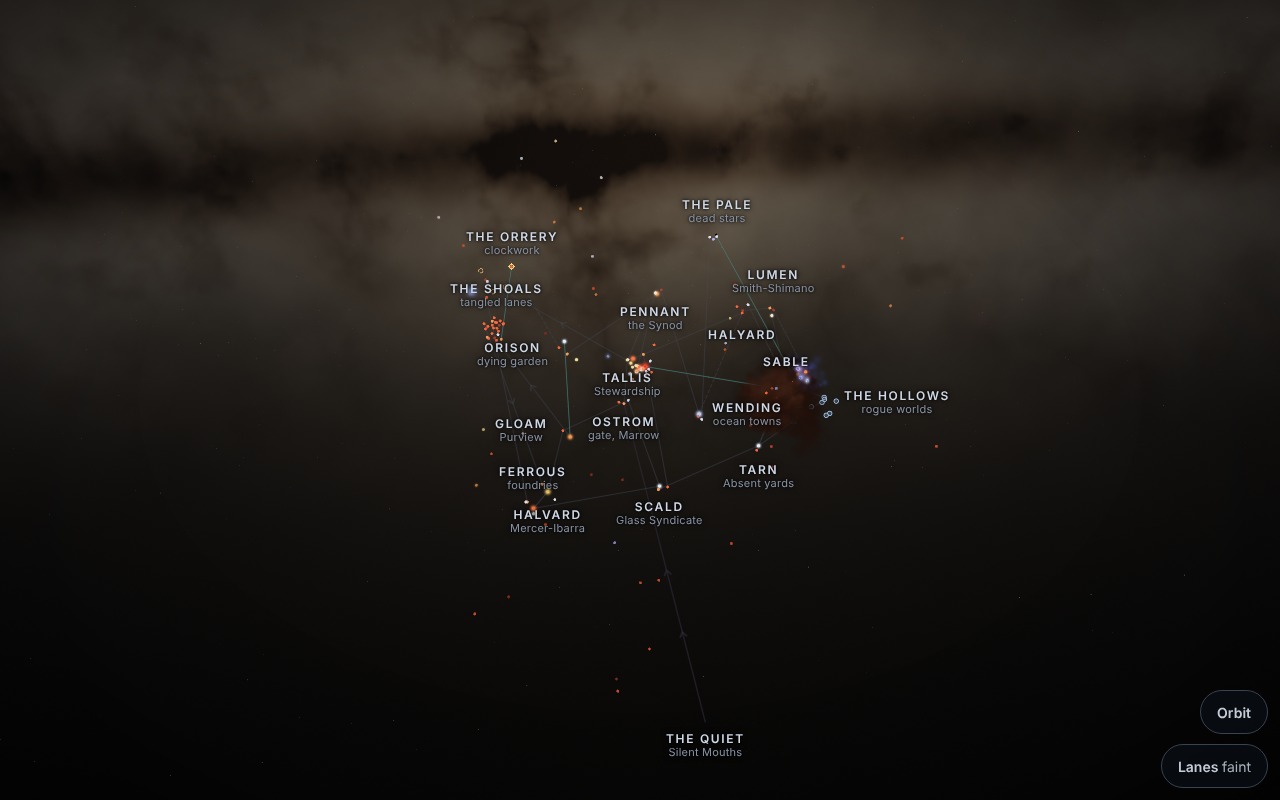 THE PALE
dead stars
THE ORRERY
clockwork
LUMEN
Smith-Shimano
THE SHOALS
tangled lanes
PENNANT
the Synod
HALYARD
ORISON
dying garden
SABLE
TALLIS
Stewardship
THE HOLLOWS
rogue worlds
WENDING
ocean towns
GLOAM
Purview
OSTROM
gate, Marrow
FERROUS
foundries
TARN
Absent yards
HALVARD
Mercer-Ibarra
SCALD
Glass Syndicate
THE QUIET
Silent Mouths
Orbit
Lanes faint